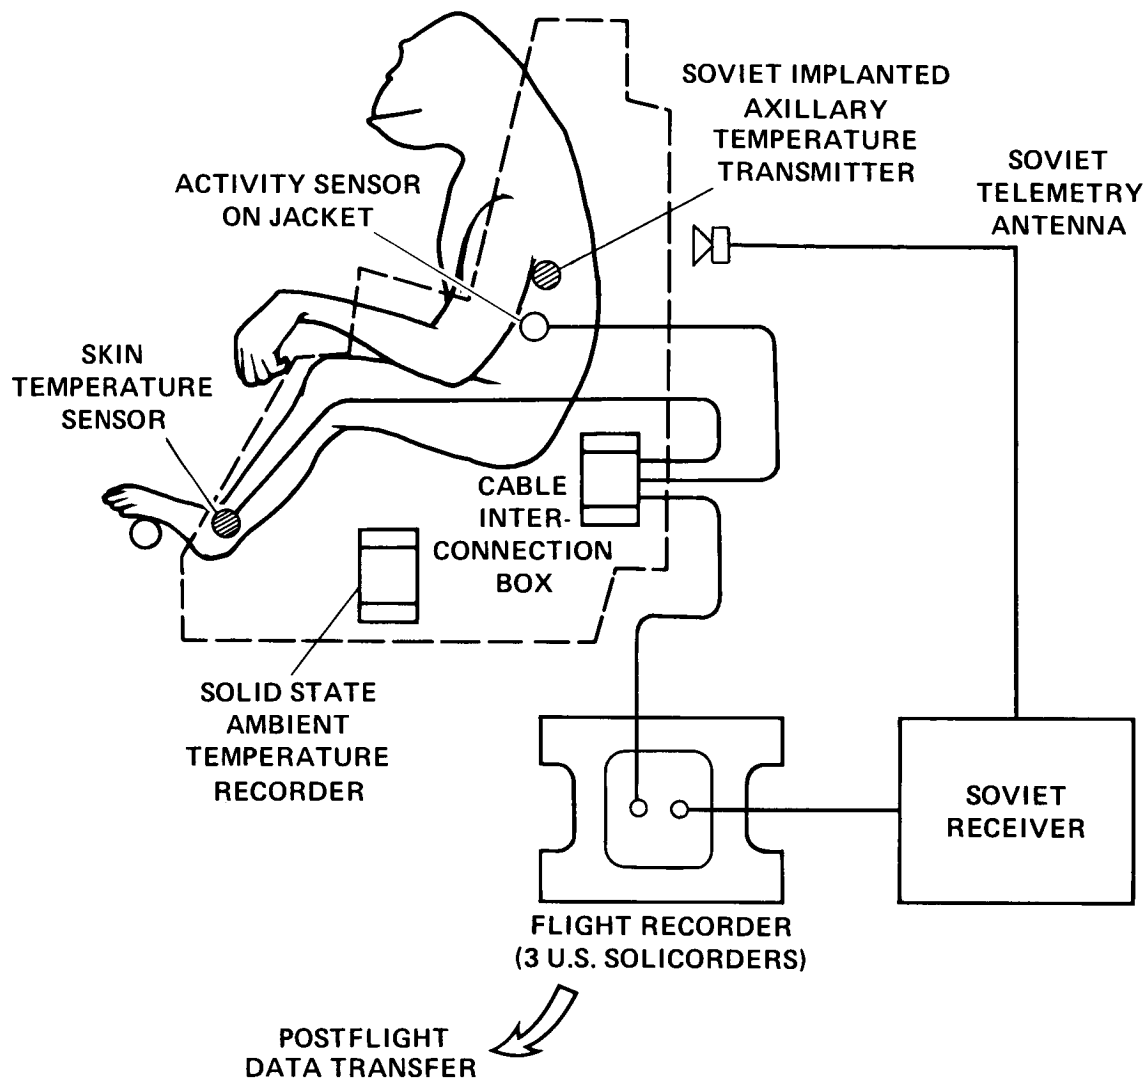 SOVIET IMPLANTED
AXILLARY
TEMPERATURE
TRANSMITTER
SOVIET
TELEMETRY
ANTENNA
ACTIVITY SENSOR
ON JACKET
SKIN
TEMPERATURE
SENSOR
CABLE
INTER-
CONNECTION
BOX
SOLID STATE
AMBIENT
TEMPERATURE
RECORDER
SOVIET
RECEIVER
FLIGHT RECORDER
(3 U.S. SOLICORDERS)
POSTFLIGHT
DATA TRANSFER